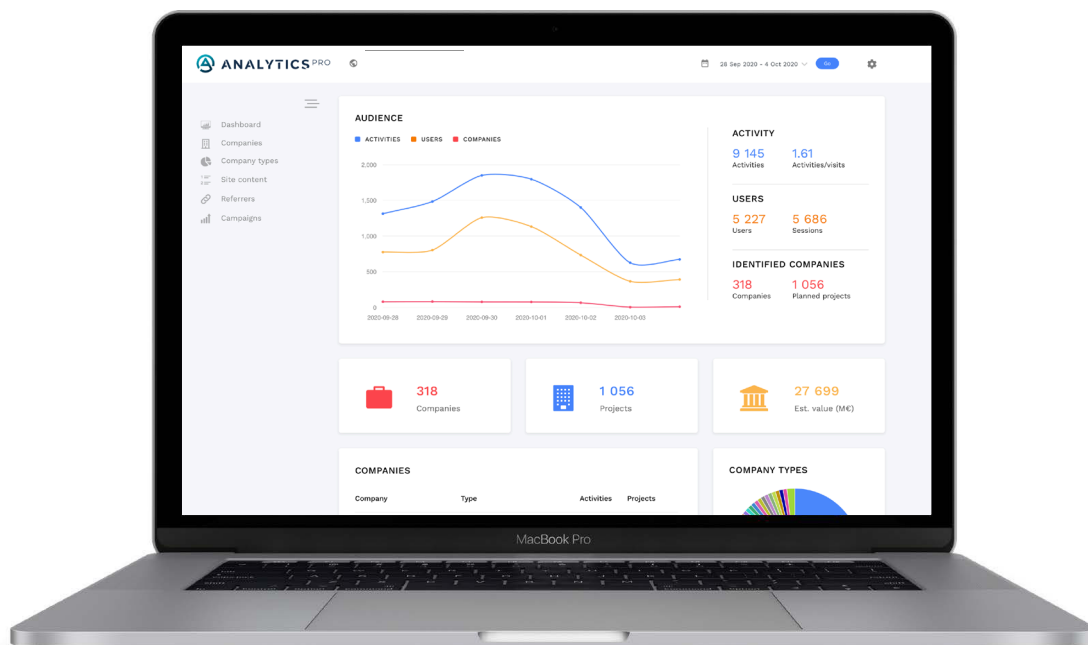 ANALYTICS PRO
28 Sep 2020 - 4 Oct 2020
Go
Dashboard
Companies
Company types
Site content
Referrers
Campaigns
AUDIENCE
ACTIVITIES
USERS
COMPANIES
2,000
1,500
1,000
500
0
2020-09-28
2020-09-29
2020-09-30
2020-10-01
2020-10-02
2020-10-03
ACTIVITY
9 145
1.61
Activities
Activities/visits
USERS
5 227
5 686
Users
Sessions
IDENTIFIED COMPANIES
318
1 056
Companies
Planned projects
318
Companies
1 056
Projects
27 699
Est. value (M€)
COMPANIES
Company
Type
Activities
Projects
COMPANY TYPES
MacBook Pro